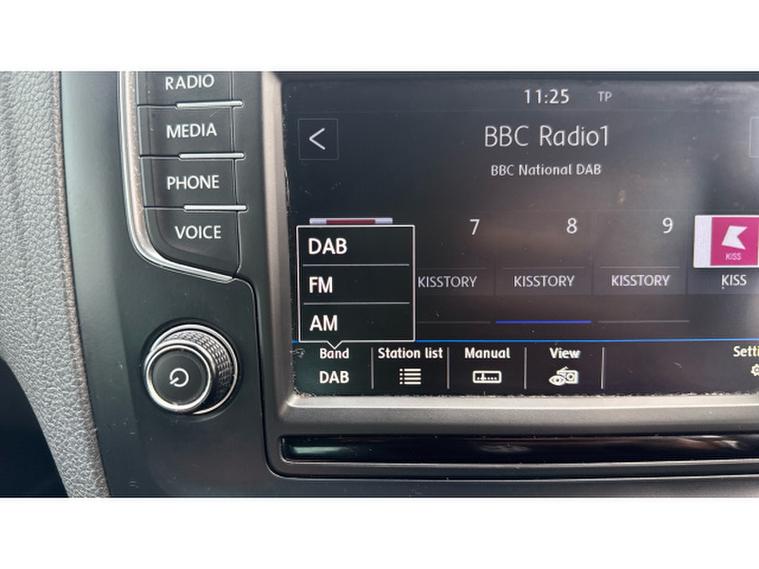 RADIO
MEDIA
PHONE
VOICE
11:25 TP
BBC Radio1
BBC National DAB
7 8 9
KISS
KISSTORY KISSTORY KISSTORY KISS
DAB
FM
AM
Band Station list Manual View
DAB